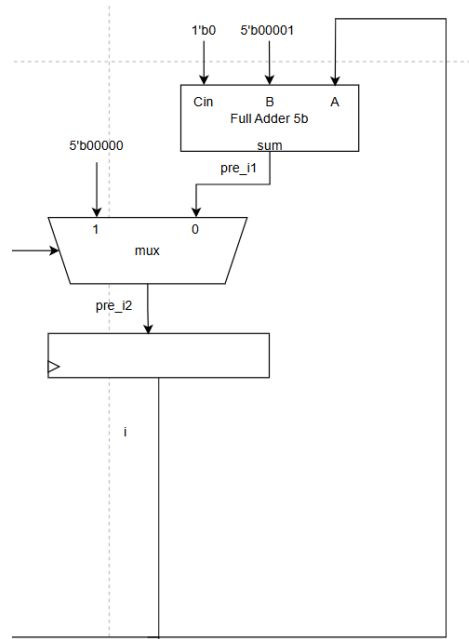 1'b0 5'b00001
Cin B A
Full Adder 5b
sum
5'b00000
pre_i1
1 0
mux
pre_i2
i